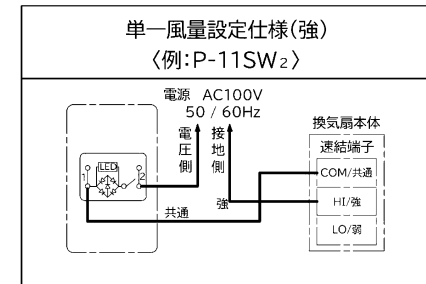 単一風量設定仕様(強)
〈例:P-11SW₂〉
電源 AC100V
50 / 60Hz
電圧側
接地側
換気扇本体
速結端子
LED
1
2
COM/共通
共通
強
HI/強
LO/弱